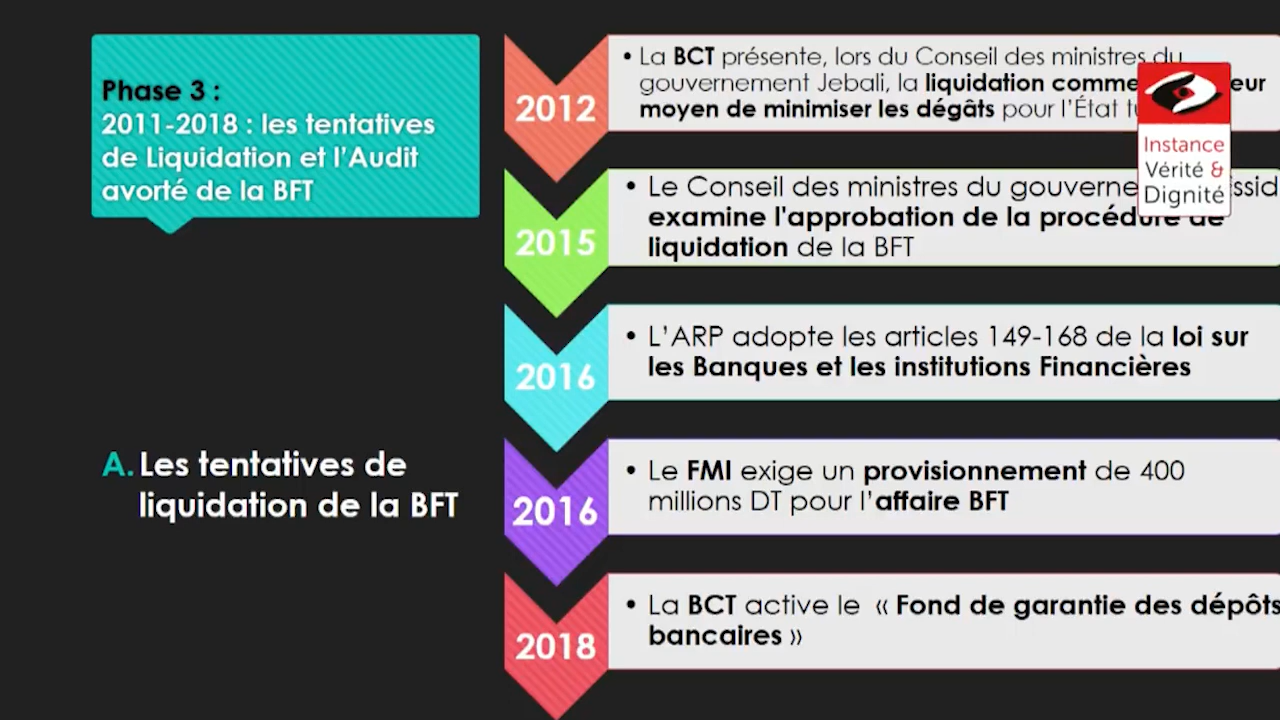 Phase 3 :
2011-2018 : les tentatives
de Liquidation et l'Audit
avorté de la BFT
A. Les tentatives de
liquidation de la BFT
2012
• La BCT présente, lors du Conseil des ministres du
gouvernement Jebali, la liquidation comme
moyen de minimiser les dégâts pour l'État
2015
• Le Conseil des ministres du
examine l'approbation de la procédure de
liquidation de la BFT
2016
• L'ARP adopte les articles 149-168 de la loi sur
les Banques et les institutions Financières
2016
• Le FMI exige un provisionnement de 400
millions DT pour l'affaire BFT
2018
• La BCT active le « Fond de garantie des dépôts
bancaires »
Instance
Vérité &
Dignité